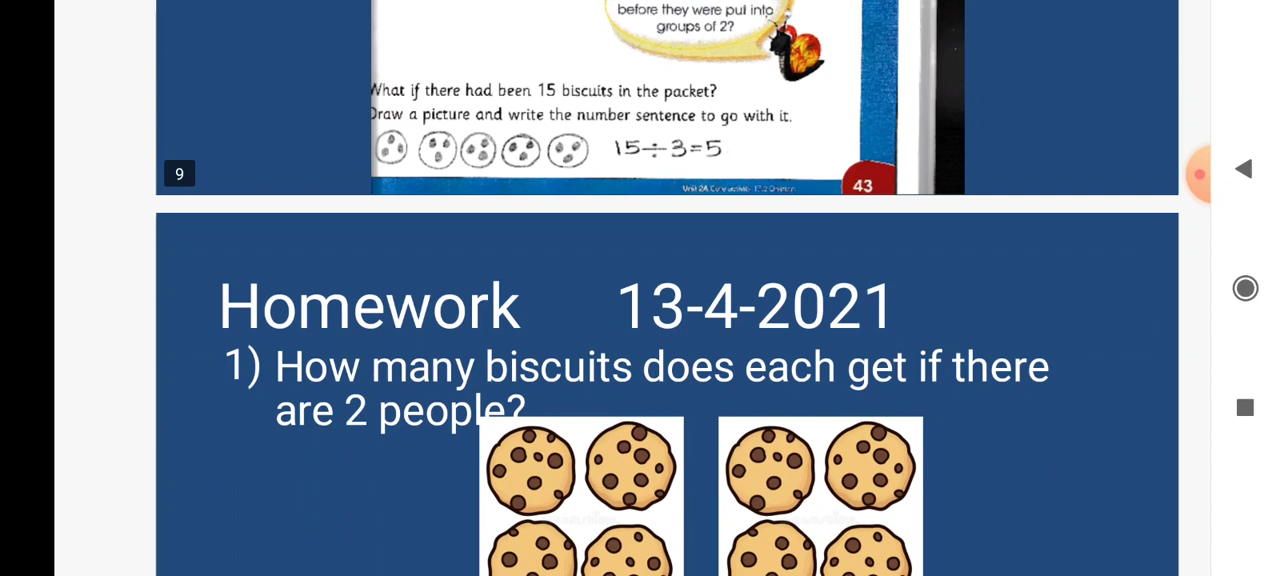 before they were put into
groups of 2?
What if there had been 15 biscuits in the packet?
Draw a picture and write the number sentence to go with it.
15÷3=5
9
43
Homework 13-4-2021
1) How many biscuits does each get if there
are 2 people?